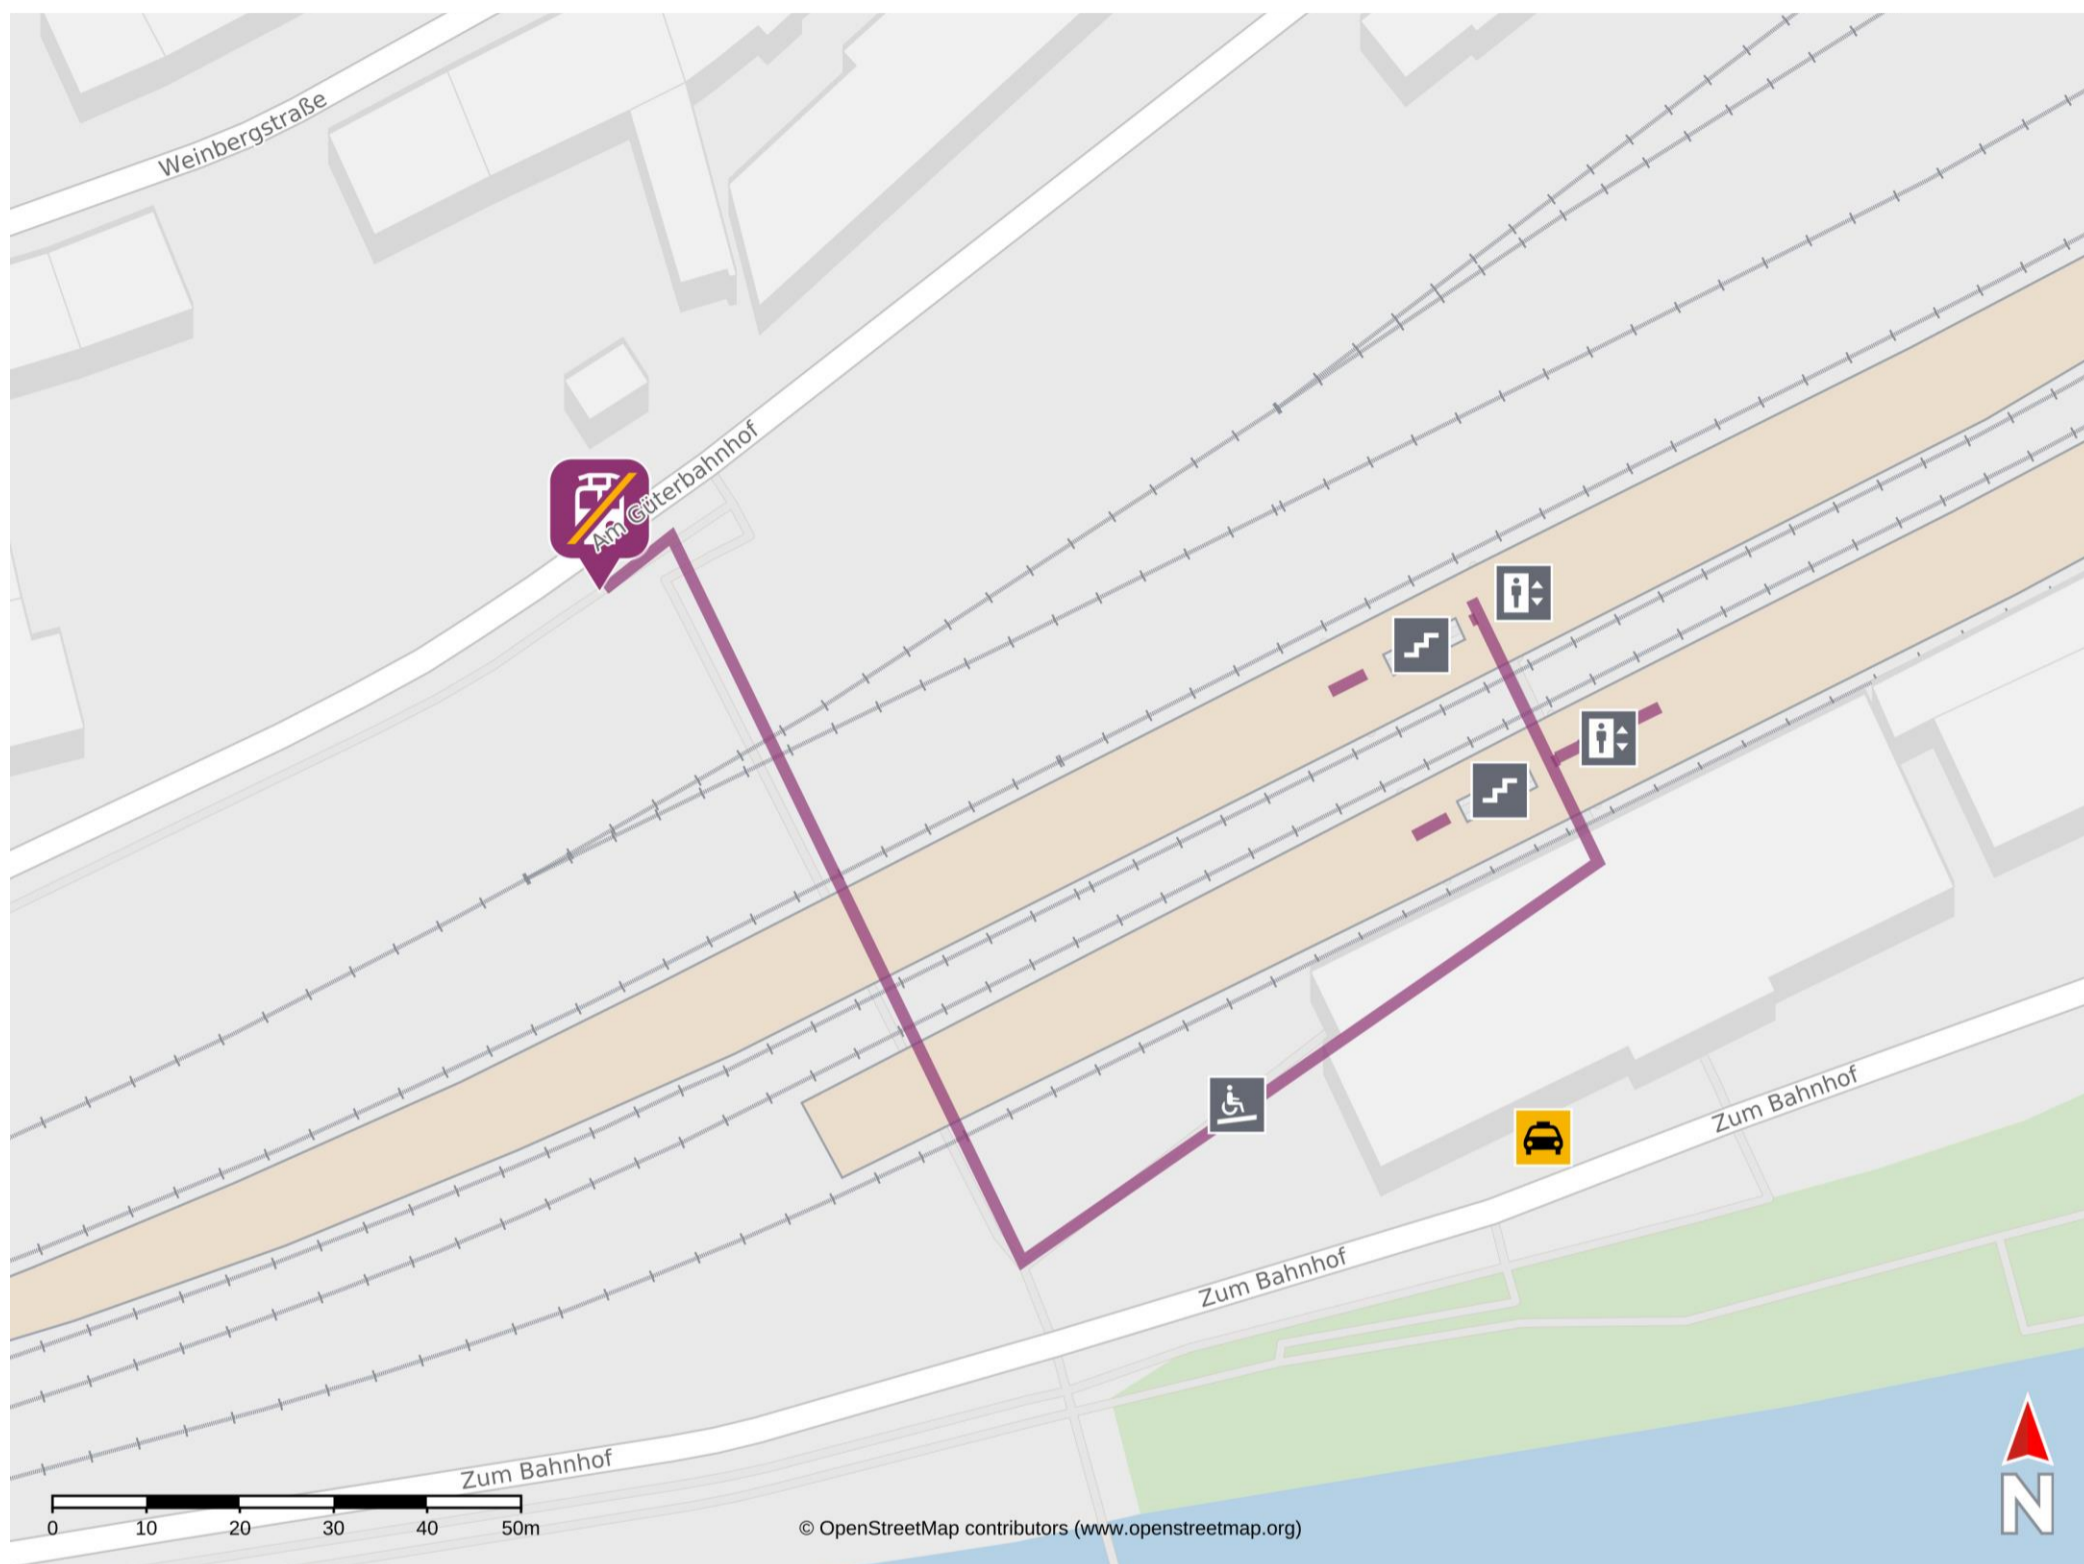 Weinbergstraße
Am Güterbahnhof
Zum Bahnhof
Zum Bahnhof
Zum Bahnhof
0 10 20 30 40 50m
© OpenStreetMap contributors (www.openstreetmap.org)
N